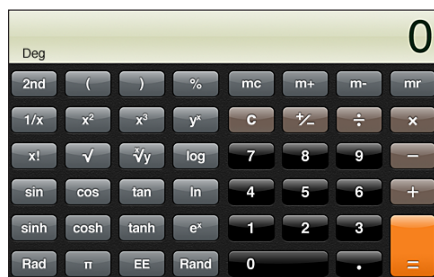 0
Deg
2nd ( ) % mc m+ m- mr
1/x x² x³ yˣ C +/− ÷ ×
x! √ ˣ√y log 7 8 9 −
sin cos tan ln 4 5 6 +
sinh cosh tanh eˣ 1 2 3 =
Rad π EE Rand 0 .